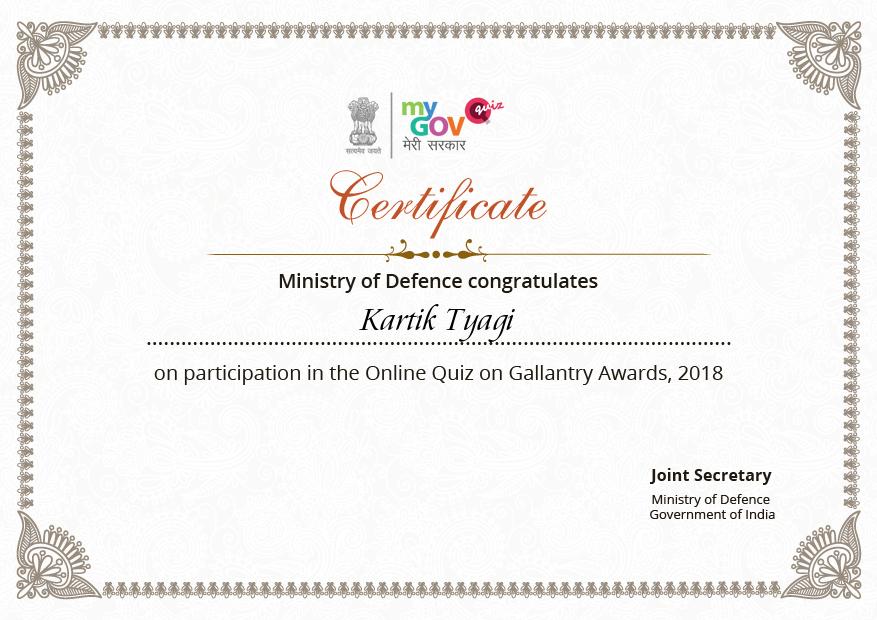 सत्यमेव जयते
my
GOV
quiz
मेरी सरकार
Certificate
Ministry of Defence congratulates
Kartik Tyagi
on participation in the Online Quiz on Gallantry Awards, 2018
Joint Secretary
Ministry of Defence
Government of India